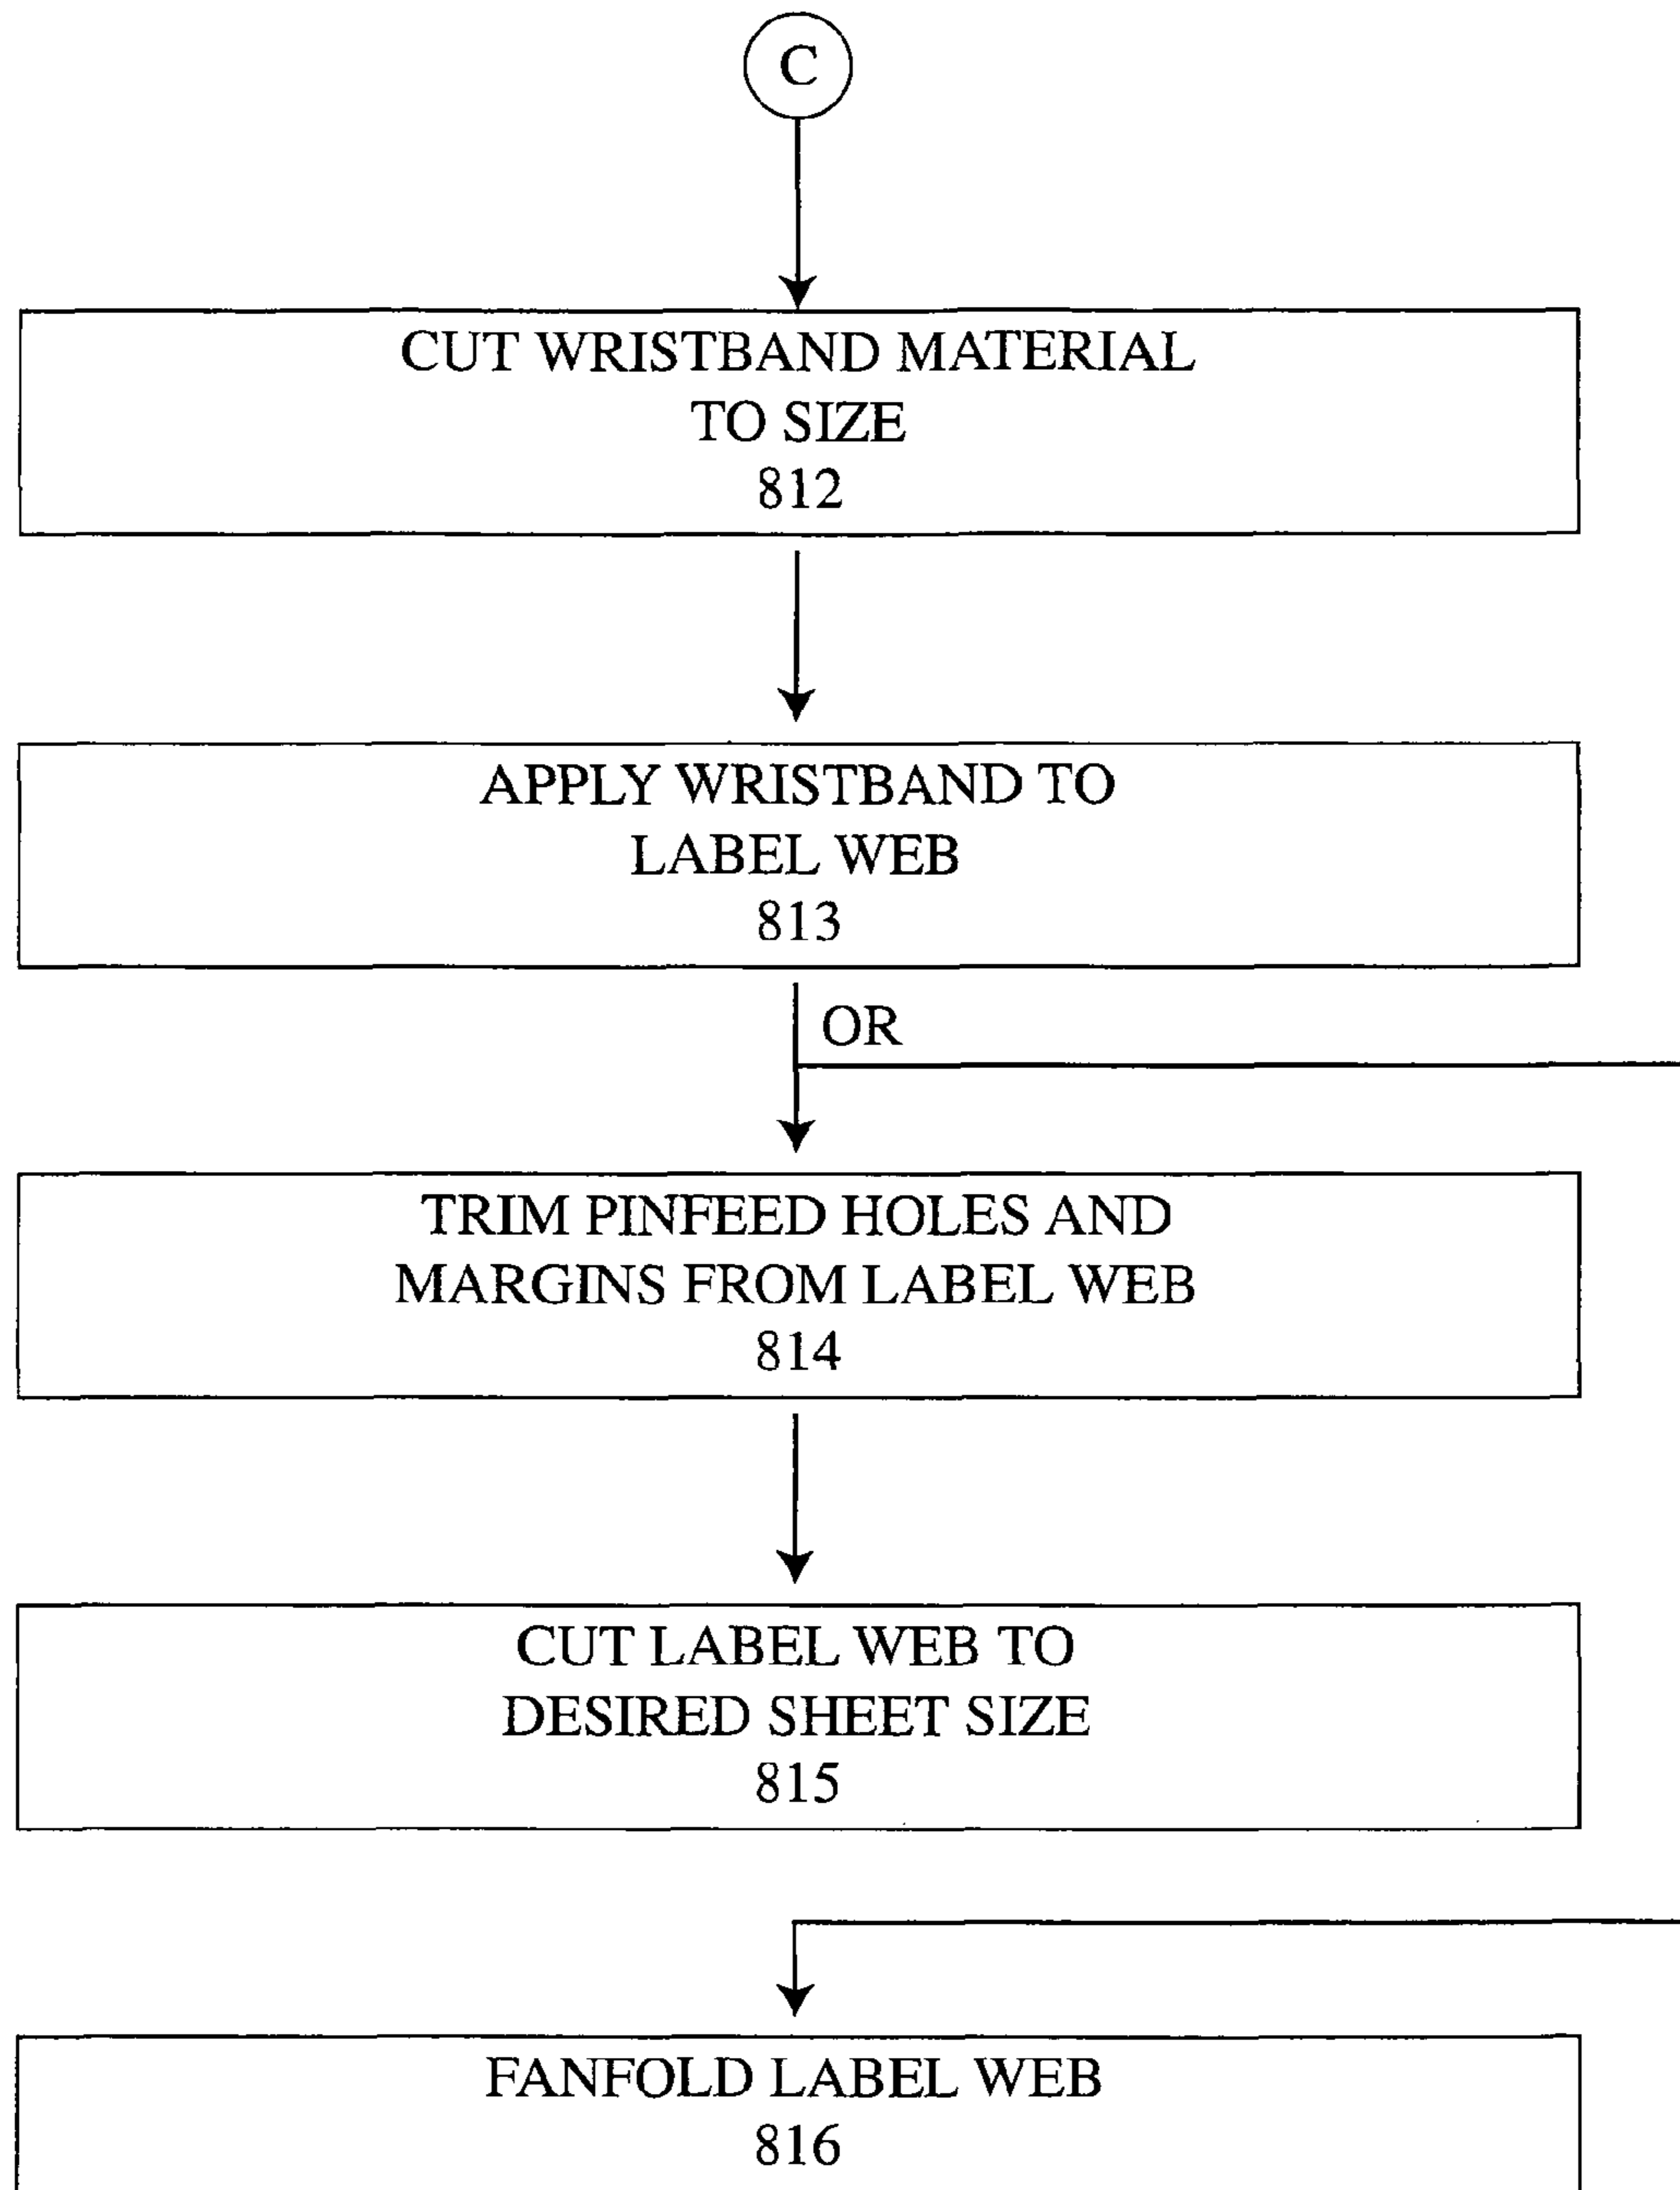 C
CUT WRISTBAND MATERIAL
TO SIZE
812
APPLY WRISTBAND TO
LABEL WEB
813
OR
TRIM PINFEED HOLES AND
MARGINS FROM LABEL WEB
814
CUT LABEL WEB TO
DESIRED SHEET SIZE
815
FANFOLD LABEL WEB
816